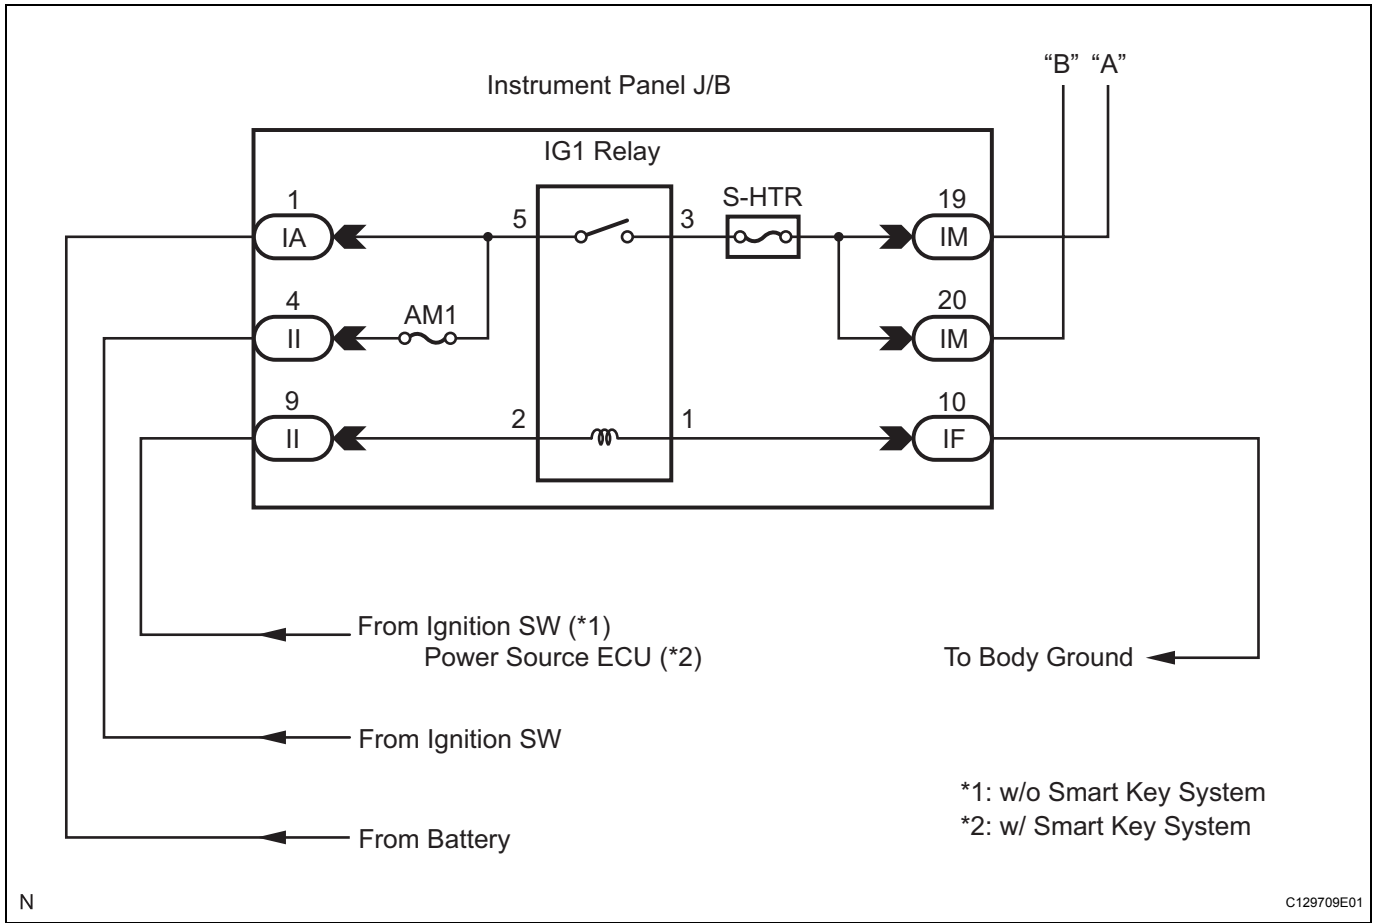 “B” “A”
Instrument Panel J/B
IG1 Relay
1
5
3
S-HTR
19
IA
IM
4
AM1
20
II
IM
9
2
1
10
II
IF
From Ignition SW (*1)
Power Source ECU (*2)
To Body Ground
From Ignition SW
*1: w/o Smart Key System
*2: w/ Smart Key System
From Battery
N
C129709E01